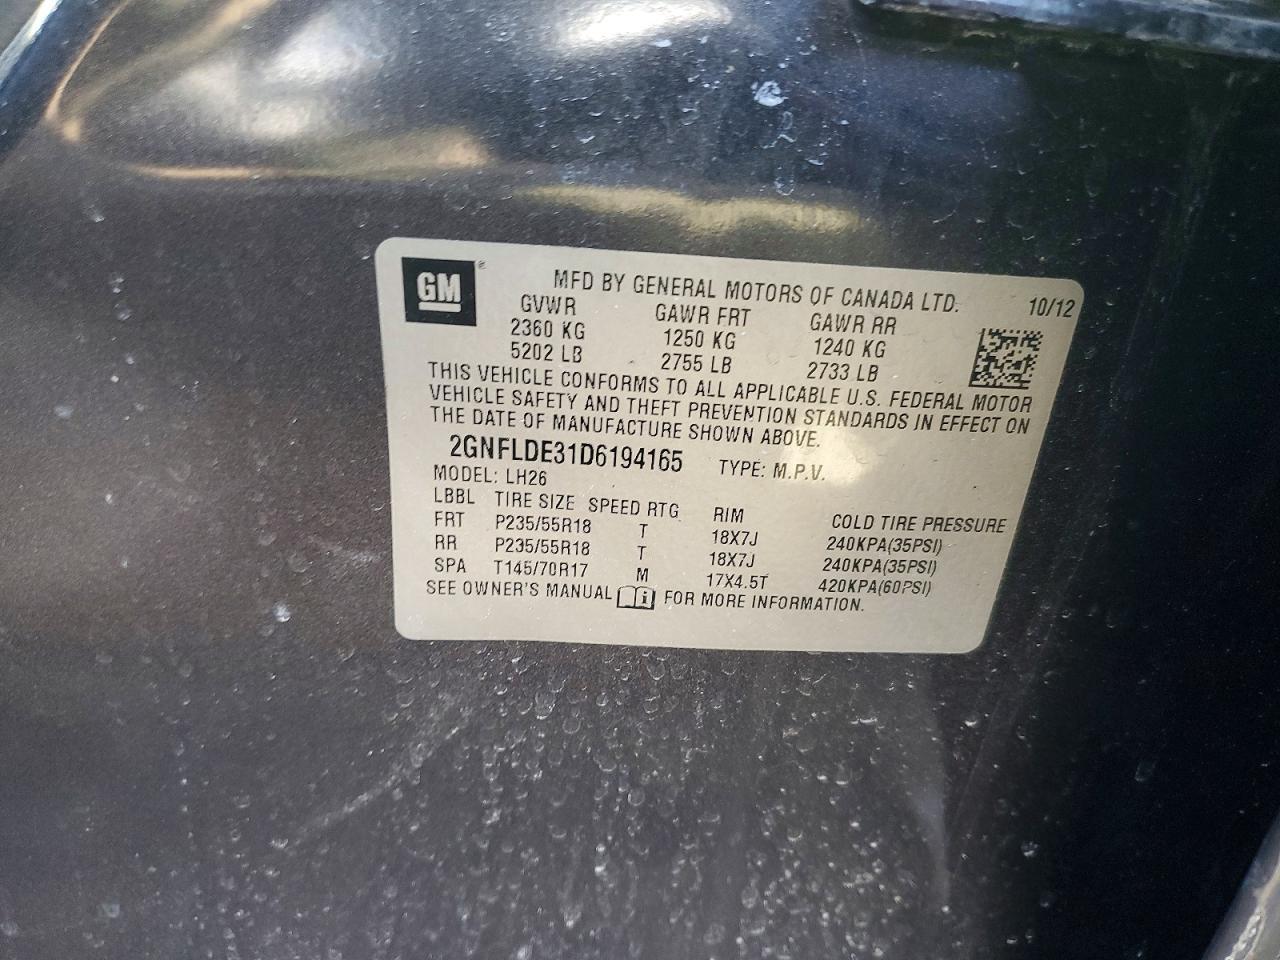 GM ®
MFD BY GENERAL MOTORS OF CANADA LTD. 10/12
GVWR GAWR FRT GAWR RR
2360 KG 1250 KG 1240 KG
5202 LB 2755 LB 2733 LB
THIS VEHICLE CONFORMS TO ALL APPLICABLE U.S. FEDERAL MOTOR
VEHICLE SAFETY AND THEFT PREVENTION STANDARDS IN EFFECT ON
THE DATE OF MANUFACTURE SHOWN ABOVE.
2GNFLDE31D6194165 TYPE: M.P.V.
MODEL: LH26
LBBL TIRE SIZE SPEED RTG RIM COLD TIRE PRESSURE
FRT P235/55R18 T 18X7J 240KPA(35PSI)
RR P235/55R18 T 18X7J 240KPA(35PSI)
SPA T145/70R17 M 17X4.5T 420KPA(60PSI)
SEE OWNER'S MANUAL i FOR MORE INFORMATION.